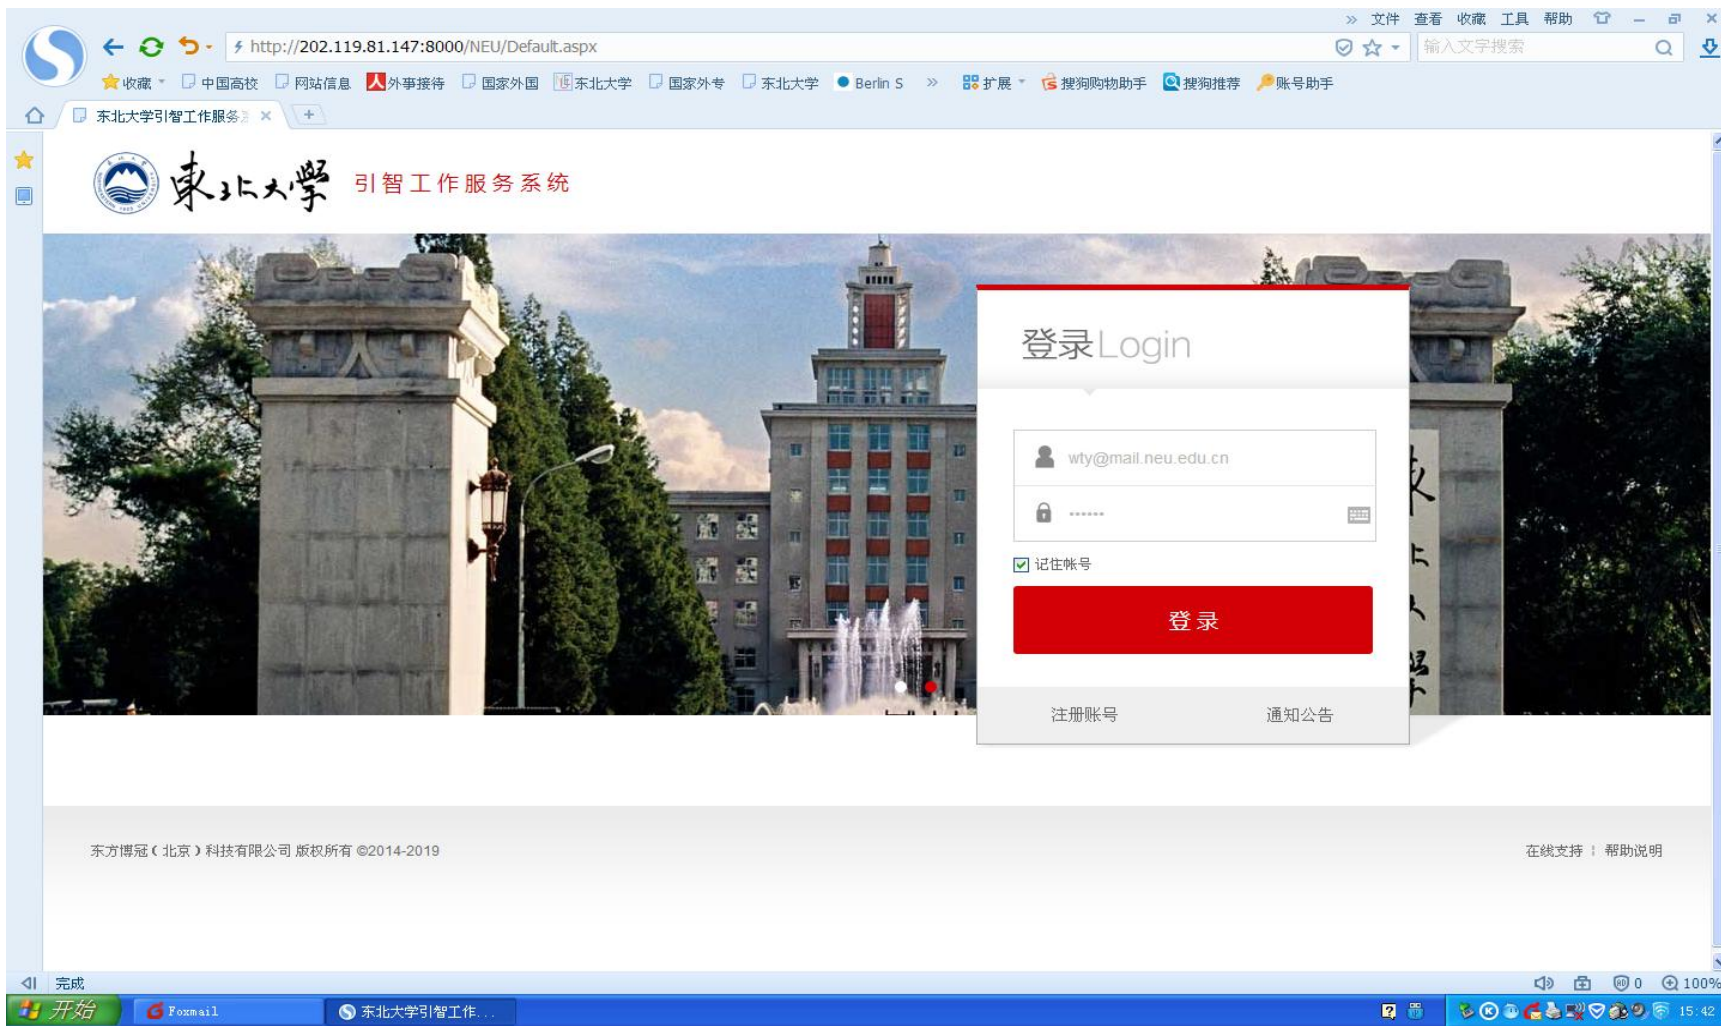 » 文件 查看 收藏 工具 帮助
http://202.119.81.147:8000/NEU/Default.aspx
输入文字搜索
收藏 中国高校 网站信息 人 外事接待 国家外国 东北大学 国家外专 东北大学 Berlin S » 扩展 搜狗购物助手 搜狗推荐 账号助手
东北大学引智工作服务
東北大學 引智工作服务系统
登录Login
wty@mail.neu.edu.cn
••••••
记住帐号
登录
注册账号 通知公告
东方博冠(北京)科技有限公司 版权所有 ©2014-2019
在线支持 ¦ 帮助说明
完成
0 100%
开始 Foxmail 东北大学引智工作... 15:42